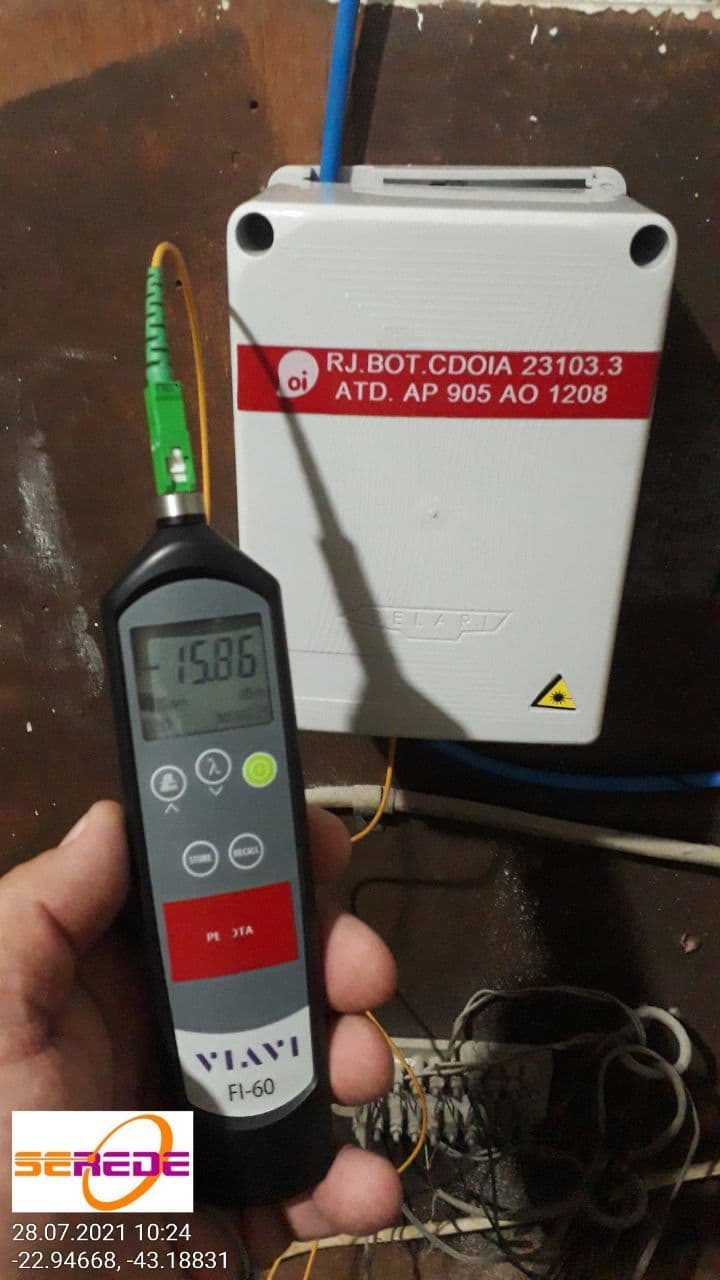 oi
RJ.BOT.CDOIA 23103.3
ATD. AP 905 AO 1208
-15.86
dBm
λ
STORE
RECALL
VIAVI
FI-60
SEREDE
28.07.2021 10:24
-22.94668, -43.18831